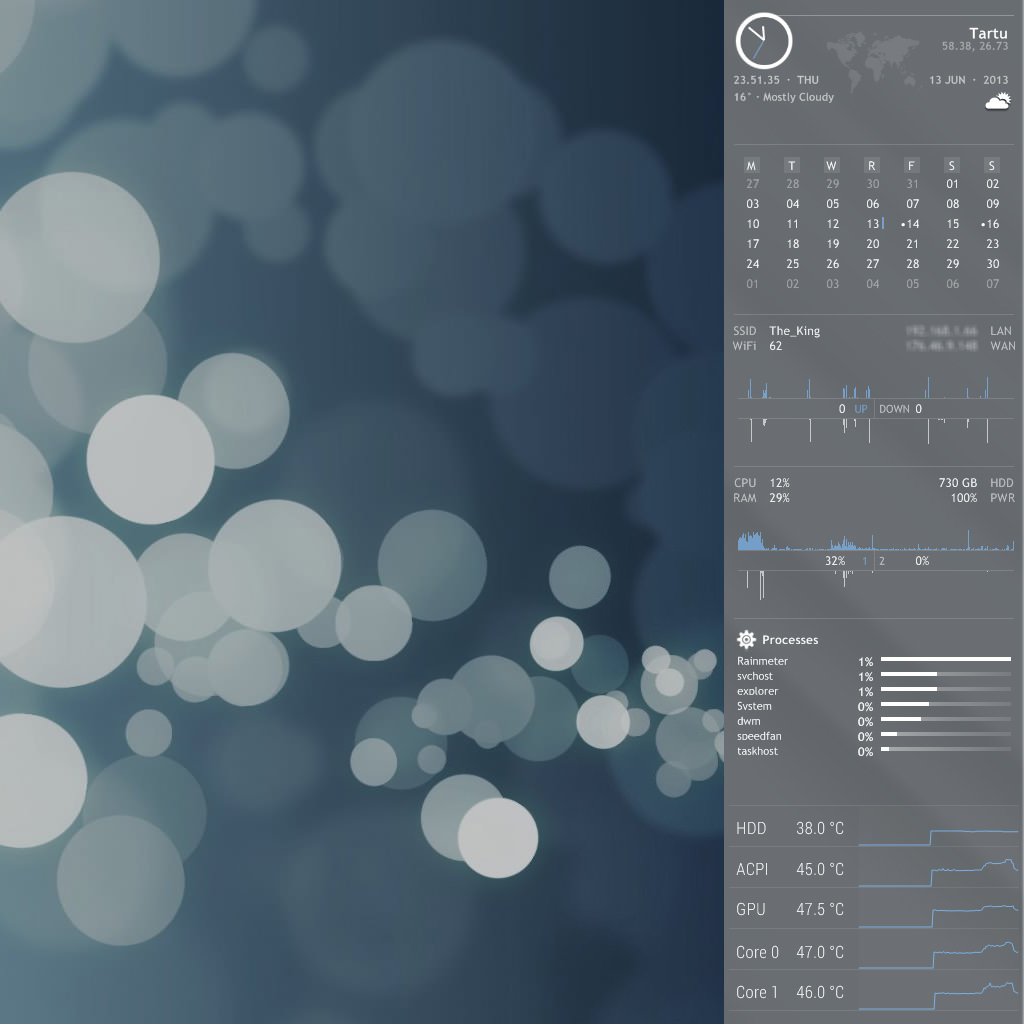 Tartu
58.38, 26.73
23.51.35 · THU 13 JUN · 2013
16° · Mostly Cloudy
M T W R F S S
27 28 29 30 31 01 02
03 04 05 06 07 08 09
10 11 12 13 •14 15 •16
17 18 19 20 21 22 23
24 25 26 27 28 29 30
01 02 03 04 05 06 07
SSID The_King LAN
WiFi 62 WAN
0 UP DOWN 0
CPU 12% 730 GB HDD
RAM 29% 100% PWR
32% 1 2 0%
Processes
Rainmeter 1%
svchost 1%
explorer 1%
System 0%
dwm 0%
speedfan 0%
taskhost 0%
HDD 38.0 °C
ACPI 45.0 °C
GPU 47.5 °C
Core 0 47.0 °C
Core 1 46.0 °C